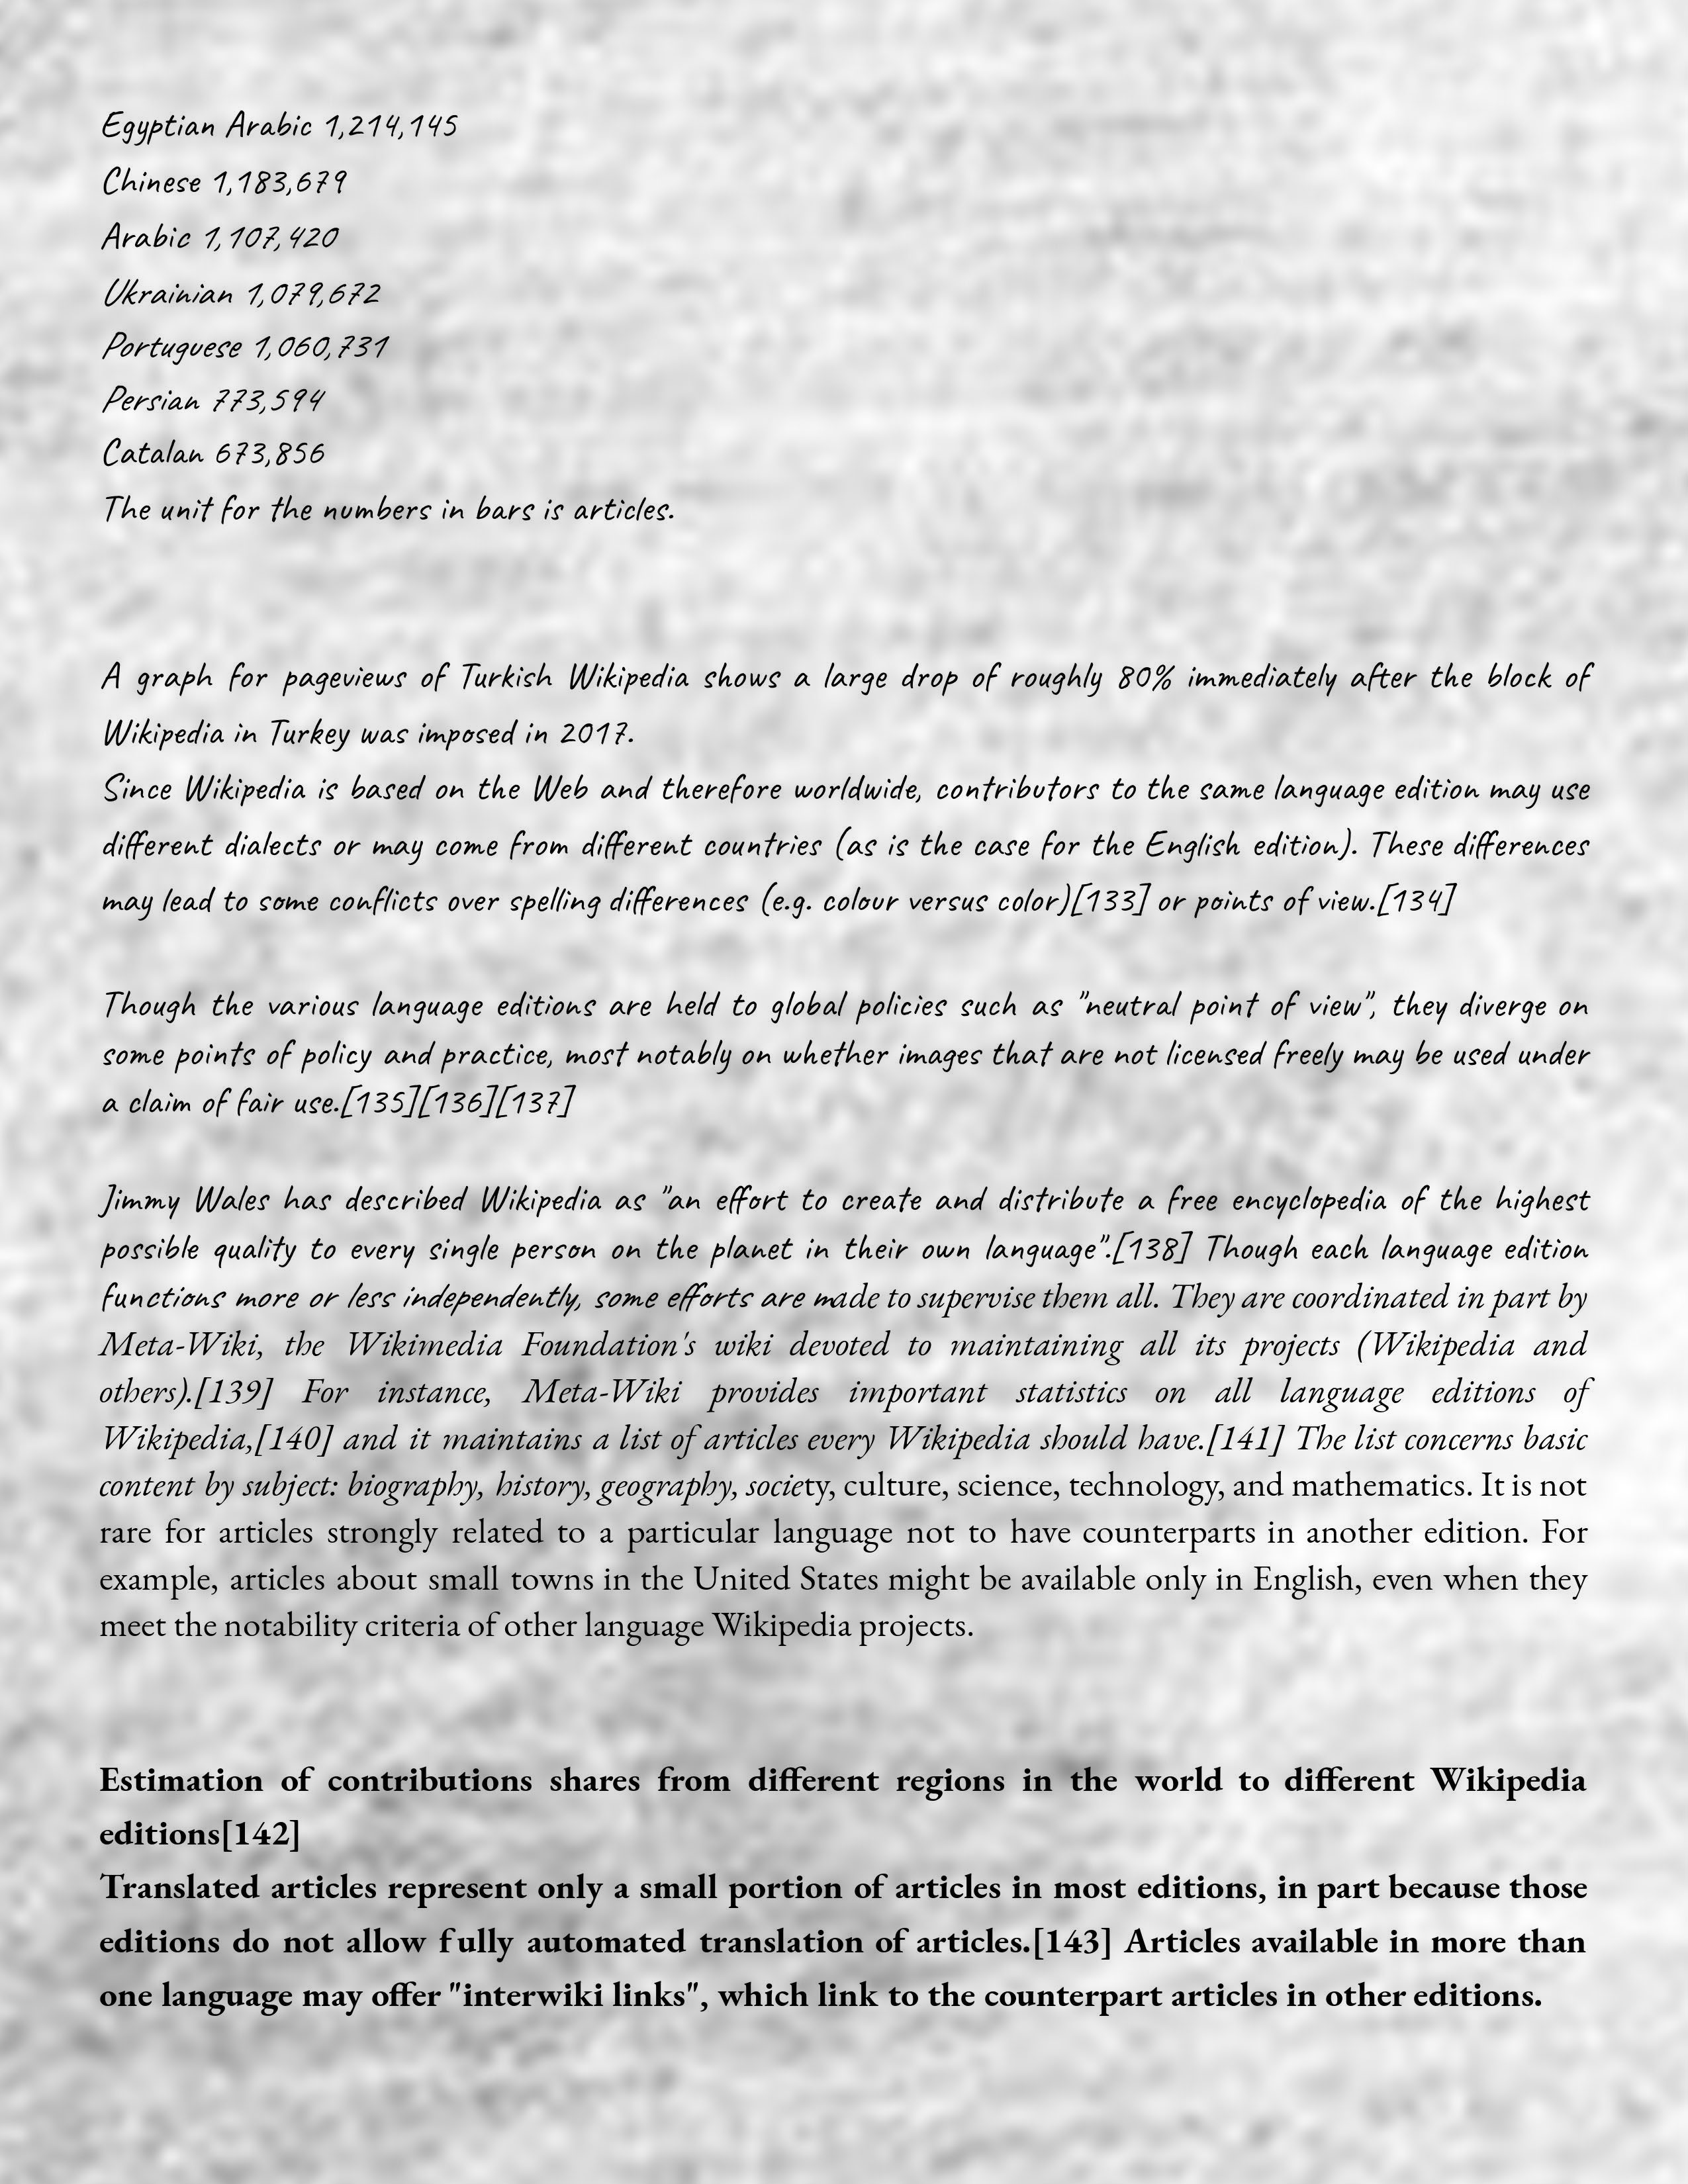 Egyptian Arabic 1,214,145
Chinese 1,183,679
Arabic 1,107,420
Ukrainian 1,079,672
Portuguese 1,060,731
Persian 773,594
Catalan 673,856
The unit for the numbers in bars is articles.
A graph for pageviews of Turkish Wikipedia shows a large drop of roughly 80% immediately after the block of
Wikipedia in Turkey was imposed in 2017.
Since Wikipedia is based on the Web and therefore worldwide, contributors to the same language edition may use
different dialects or may come from different countries (as is the case for the English edition). These differences
may lead to some conflicts over spelling differences (e.g. colour versus color)[133] or points of view.[134]
Though the various language editions are held to global policies such as "neutral point of view", they diverge on
some points of policy and practice, most notably on whether images that are not licensed freely may be used under
a claim of fair use.[135][136][137]
Jimmy Wales has described Wikipedia as "an effort to create and distribute a free encyclopedia of the highest
possible quality to every single person on the planet in their own language".[138] Though each language edition
functions more or less independently, some efforts are made to supervise them all. They are coordinated in part by
Meta-Wiki, the Wikimedia Foundation's wiki devoted to maintaining all its projects (Wikipedia and
others).[139] For instance, Meta-Wiki provides important statistics on all language editions of
Wikipedia,[140] and it maintains a list of articles every Wikipedia should have.[141] The list concerns basic
content by subject: biography, history, geography, society, culture, science, technology, and mathematics. It is not
rare for articles strongly related to a particular language not to have counterparts in another edition. For
example, articles about small towns in the United States might be available only in English, even when they
meet the notability criteria of other language Wikipedia projects.
Estimation of contributions shares from different regions in the world to different Wikipedia
editions[142]
Translated articles represent only a small portion of articles in most editions, in part because those
editions do not allow fully automated translation of articles.[143] Articles available in more than
one language may offer "interwiki links", which link to the counterpart articles in other editions.